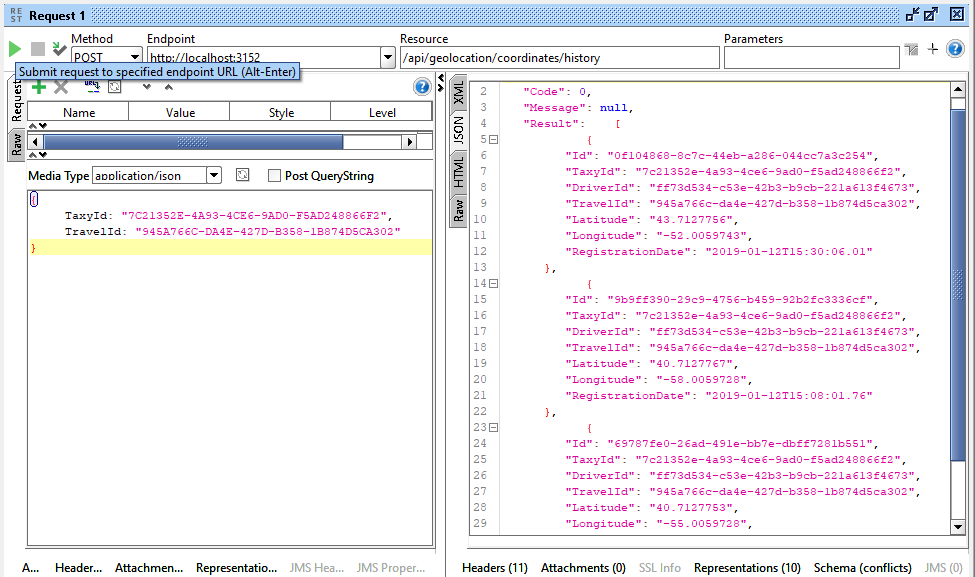 REST Request 1
Method Endpoint Resource Parameters
POST http://localhost:3152 /api/geolocation/coordinates/history
Submit request to specified endpoint URL (Alt-Enter)
Request
Raw
Name Value Style Level
Media Type application/json Post QueryString
{
TaxyId: "7C21352E-4A93-4CE6-9AD0-F5AD248866F2",
TravelId: "945A766C-DA4E-427D-B358-1B874D5CA302"
}
A... Header... Attachmen... Representatio... JMS Hea... JMS Proper...
XML
JSON
HTML
Raw
2 "Code": 0,
3 "Message": null,
4 "Result": [
5 {
6 "Id": "0f104868-8c7c-44eb-a286-044cc7a3c254",
7 "TaxyId": "7c21352e-4a93-4ce6-9ad0-f5ad248866f2",
8 "DriverId": "ff73d534-c53e-42b3-b9cb-221a613f4673",
9 "TravelId": "945a766c-da4e-427d-b358-1b874d5ca302",
10 "Latitude": "43.7127756",
11 "Longitude": "-52.0059743",
12 "RegistrationDate": "2019-01-12T15:30:06.01"
13 },
14 {
15 "Id": "9b9ff390-29c9-4756-b459-92b2fc3336cf",
16 "TaxyId": "7c21352e-4a93-4ce6-9ad0-f5ad248866f2",
17 "DriverId": "ff73d534-c53e-42b3-b9cb-221a613f4673",
18 "TravelId": "945a766c-da4e-427d-b358-1b874d5ca302",
19 "Latitude": "40.7127767",
20 "Longitude": "-58.0059728",
21 "RegistrationDate": "2019-01-12T15:08:01.76"
22 },
23 {
24 "Id": "69787fe0-26ad-491e-bb7e-dbff7281b551",
25 "TaxyId": "7c21352e-4a93-4ce6-9ad0-f5ad248866f2",
26 "DriverId": "ff73d534-c53e-42b3-b9cb-221a613f4673",
27 "TravelId": "945a766c-da4e-427d-b358-1b874d5ca302",
28 "Latitude": "40.7127753",
29 "Longitude": "-55.0059728",
Headers (11) Attachments (0) SSL Info Representations (10) Schema (conflicts) JMS (0)